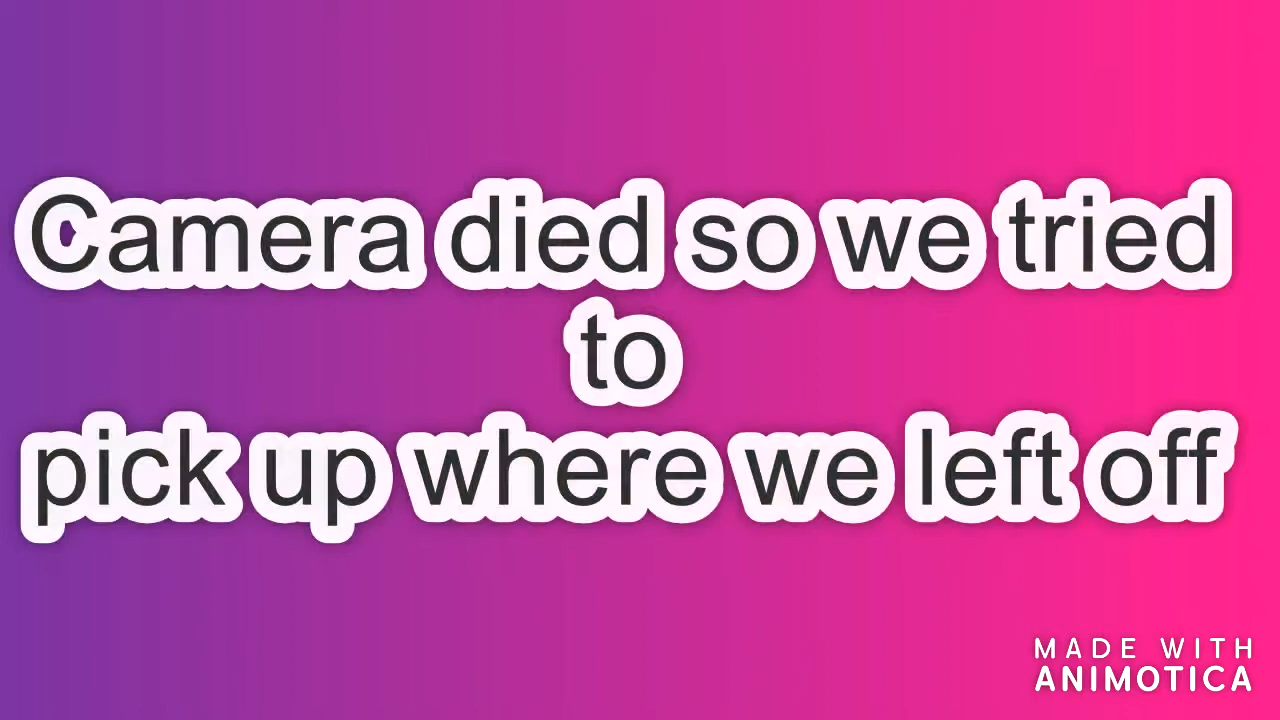 Camera died so we tried
to
pick up where we left off
MADE WITH
ANIMOTICA